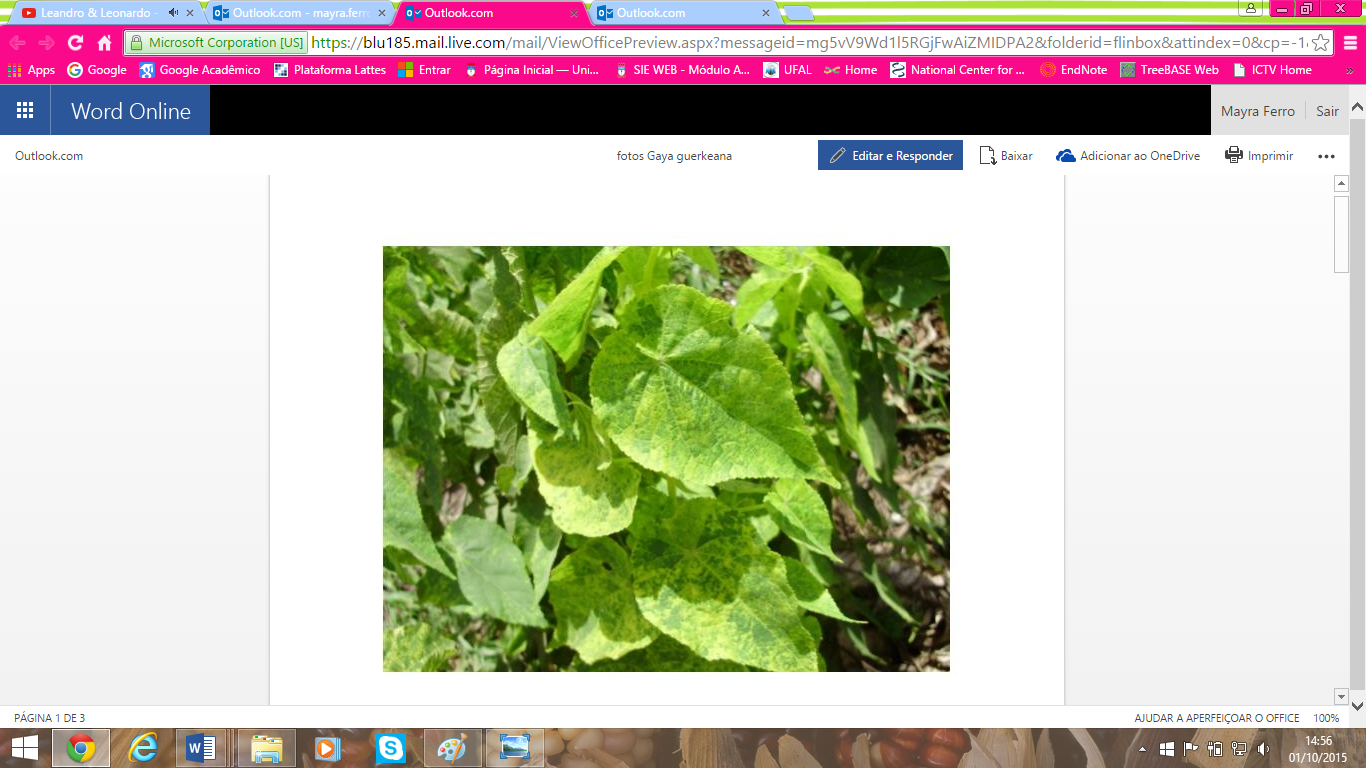 Leandro & Leonardo -
Outlook.com - mayra.ferr
Outlook.com
Outlook.com
Microsoft Corporation [US]
https://blu185.mail.live.com/mail/ViewOfficePreview.aspx?messageid=mg5vV9Wd1l5RGjFwAiZMIDPA2&folderid=flinbox&attindex=0&cp=-1
Apps Google Google Acadêmico Plataforma Lattes Entrar Página Inicial — Uni... SIE WEB - Módulo A... UFAL Home National Center for ... EndNote TreeBASE Web ICTV Home »
Word Online
Mayra Ferro Sair
Outlook.com fotos Gaya guerkeana Editar e Responder Baixar Adicionar ao OneDrive Imprimir
PÁGINA 1 DE 3 AJUDAR A APERFEIÇOAR O OFFICE 100%
14:56
01/10/2015